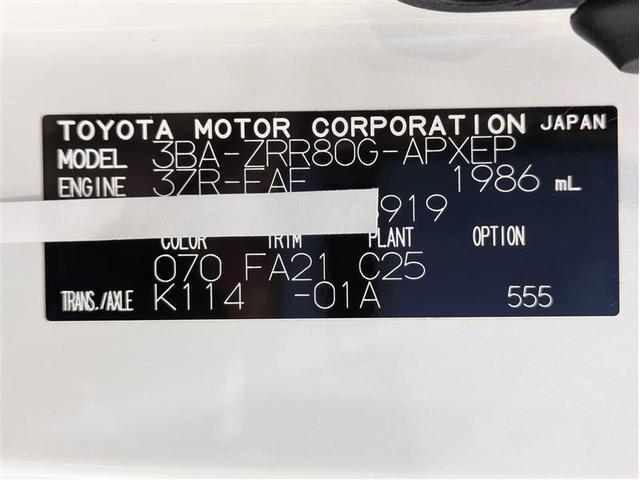 TOYOTA MOTOR CORPORATION JAPAN
MODEL 3BA-ZRR80G-APXEP
ENGINE 3ZR-FAE 1986 mL
919
COLOR TRIM PLANT OPTION
070 FA21 C25
TRANS./AXLE K114 -01A 555